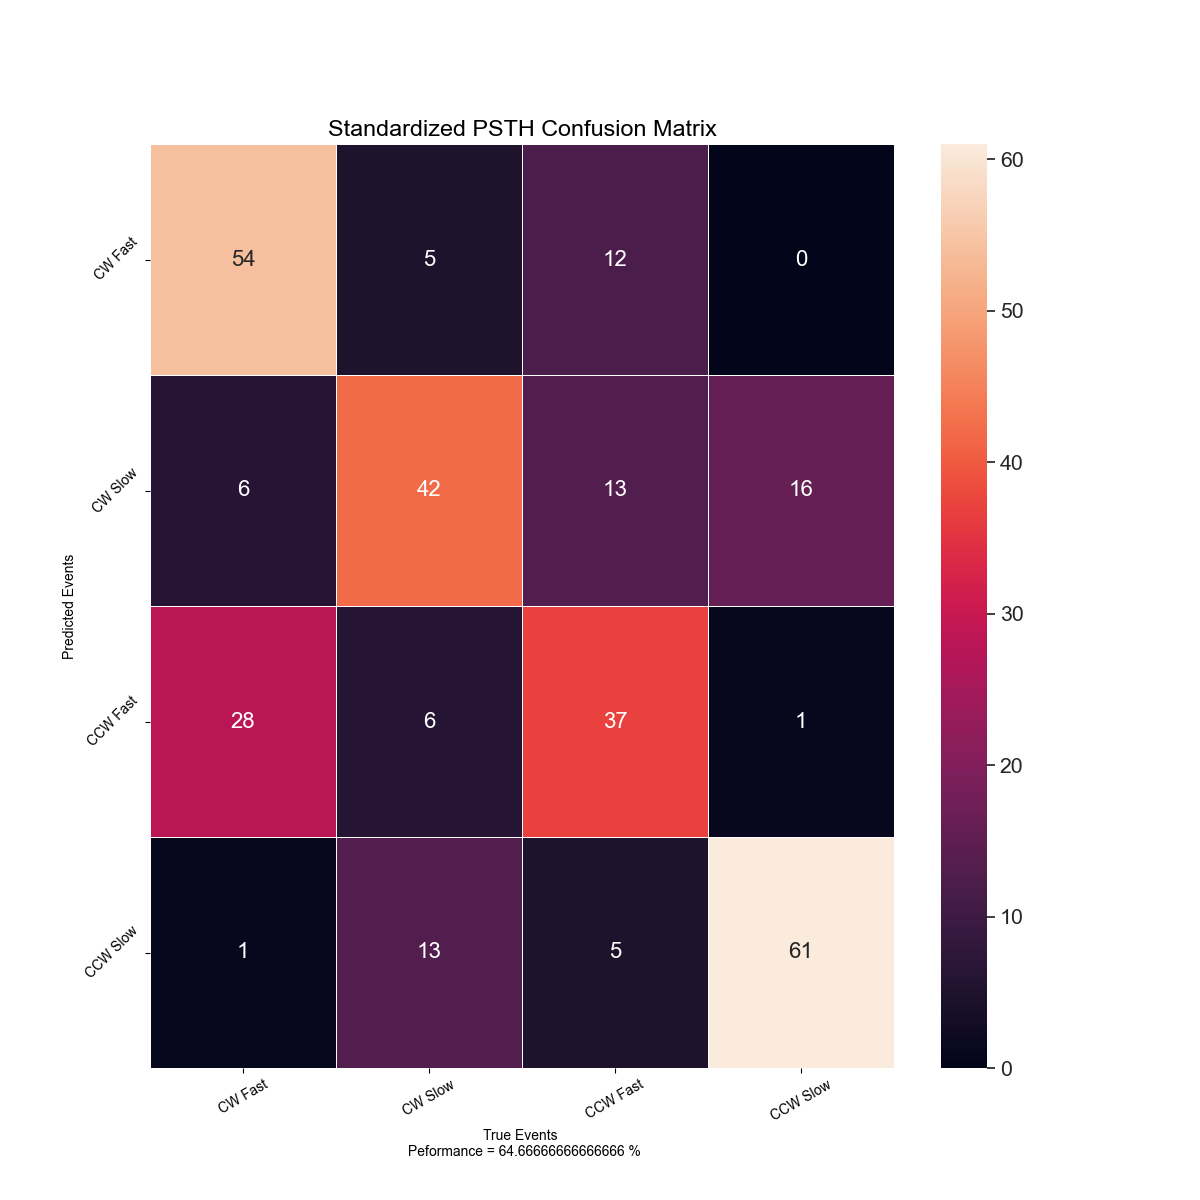 Standardized PSTH Confusion Matrix
CW Fast
54
5
12
0
CW Slow
6
42
13
16
CCW Fast
28
6
37
1
CCW Slow
1
13
5
61
Predicted Events
CW Fast
CW Slow
CCW Fast
CCW Slow
True Events
Peformance = 64.66666666666666 %
60
50
40
30
20
10
0